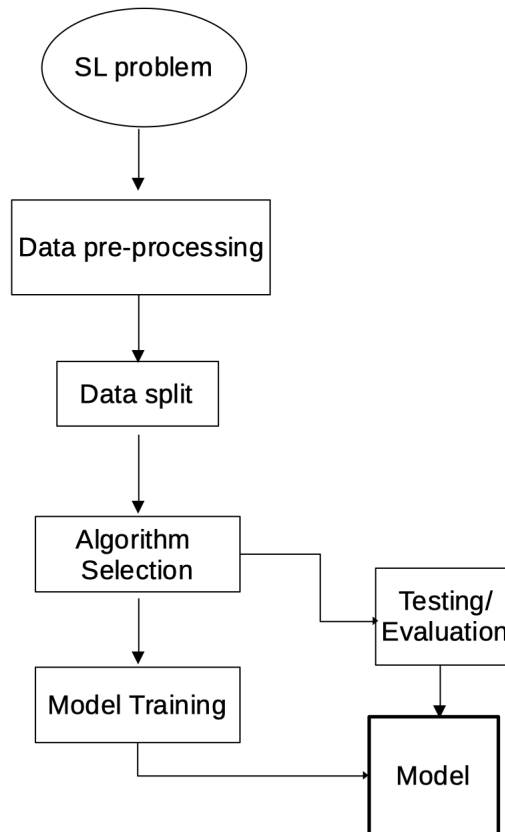 SL problem
Data pre-processing
Data split
Algorithm
Selection
Testing/
Evaluation
Model Training
Model